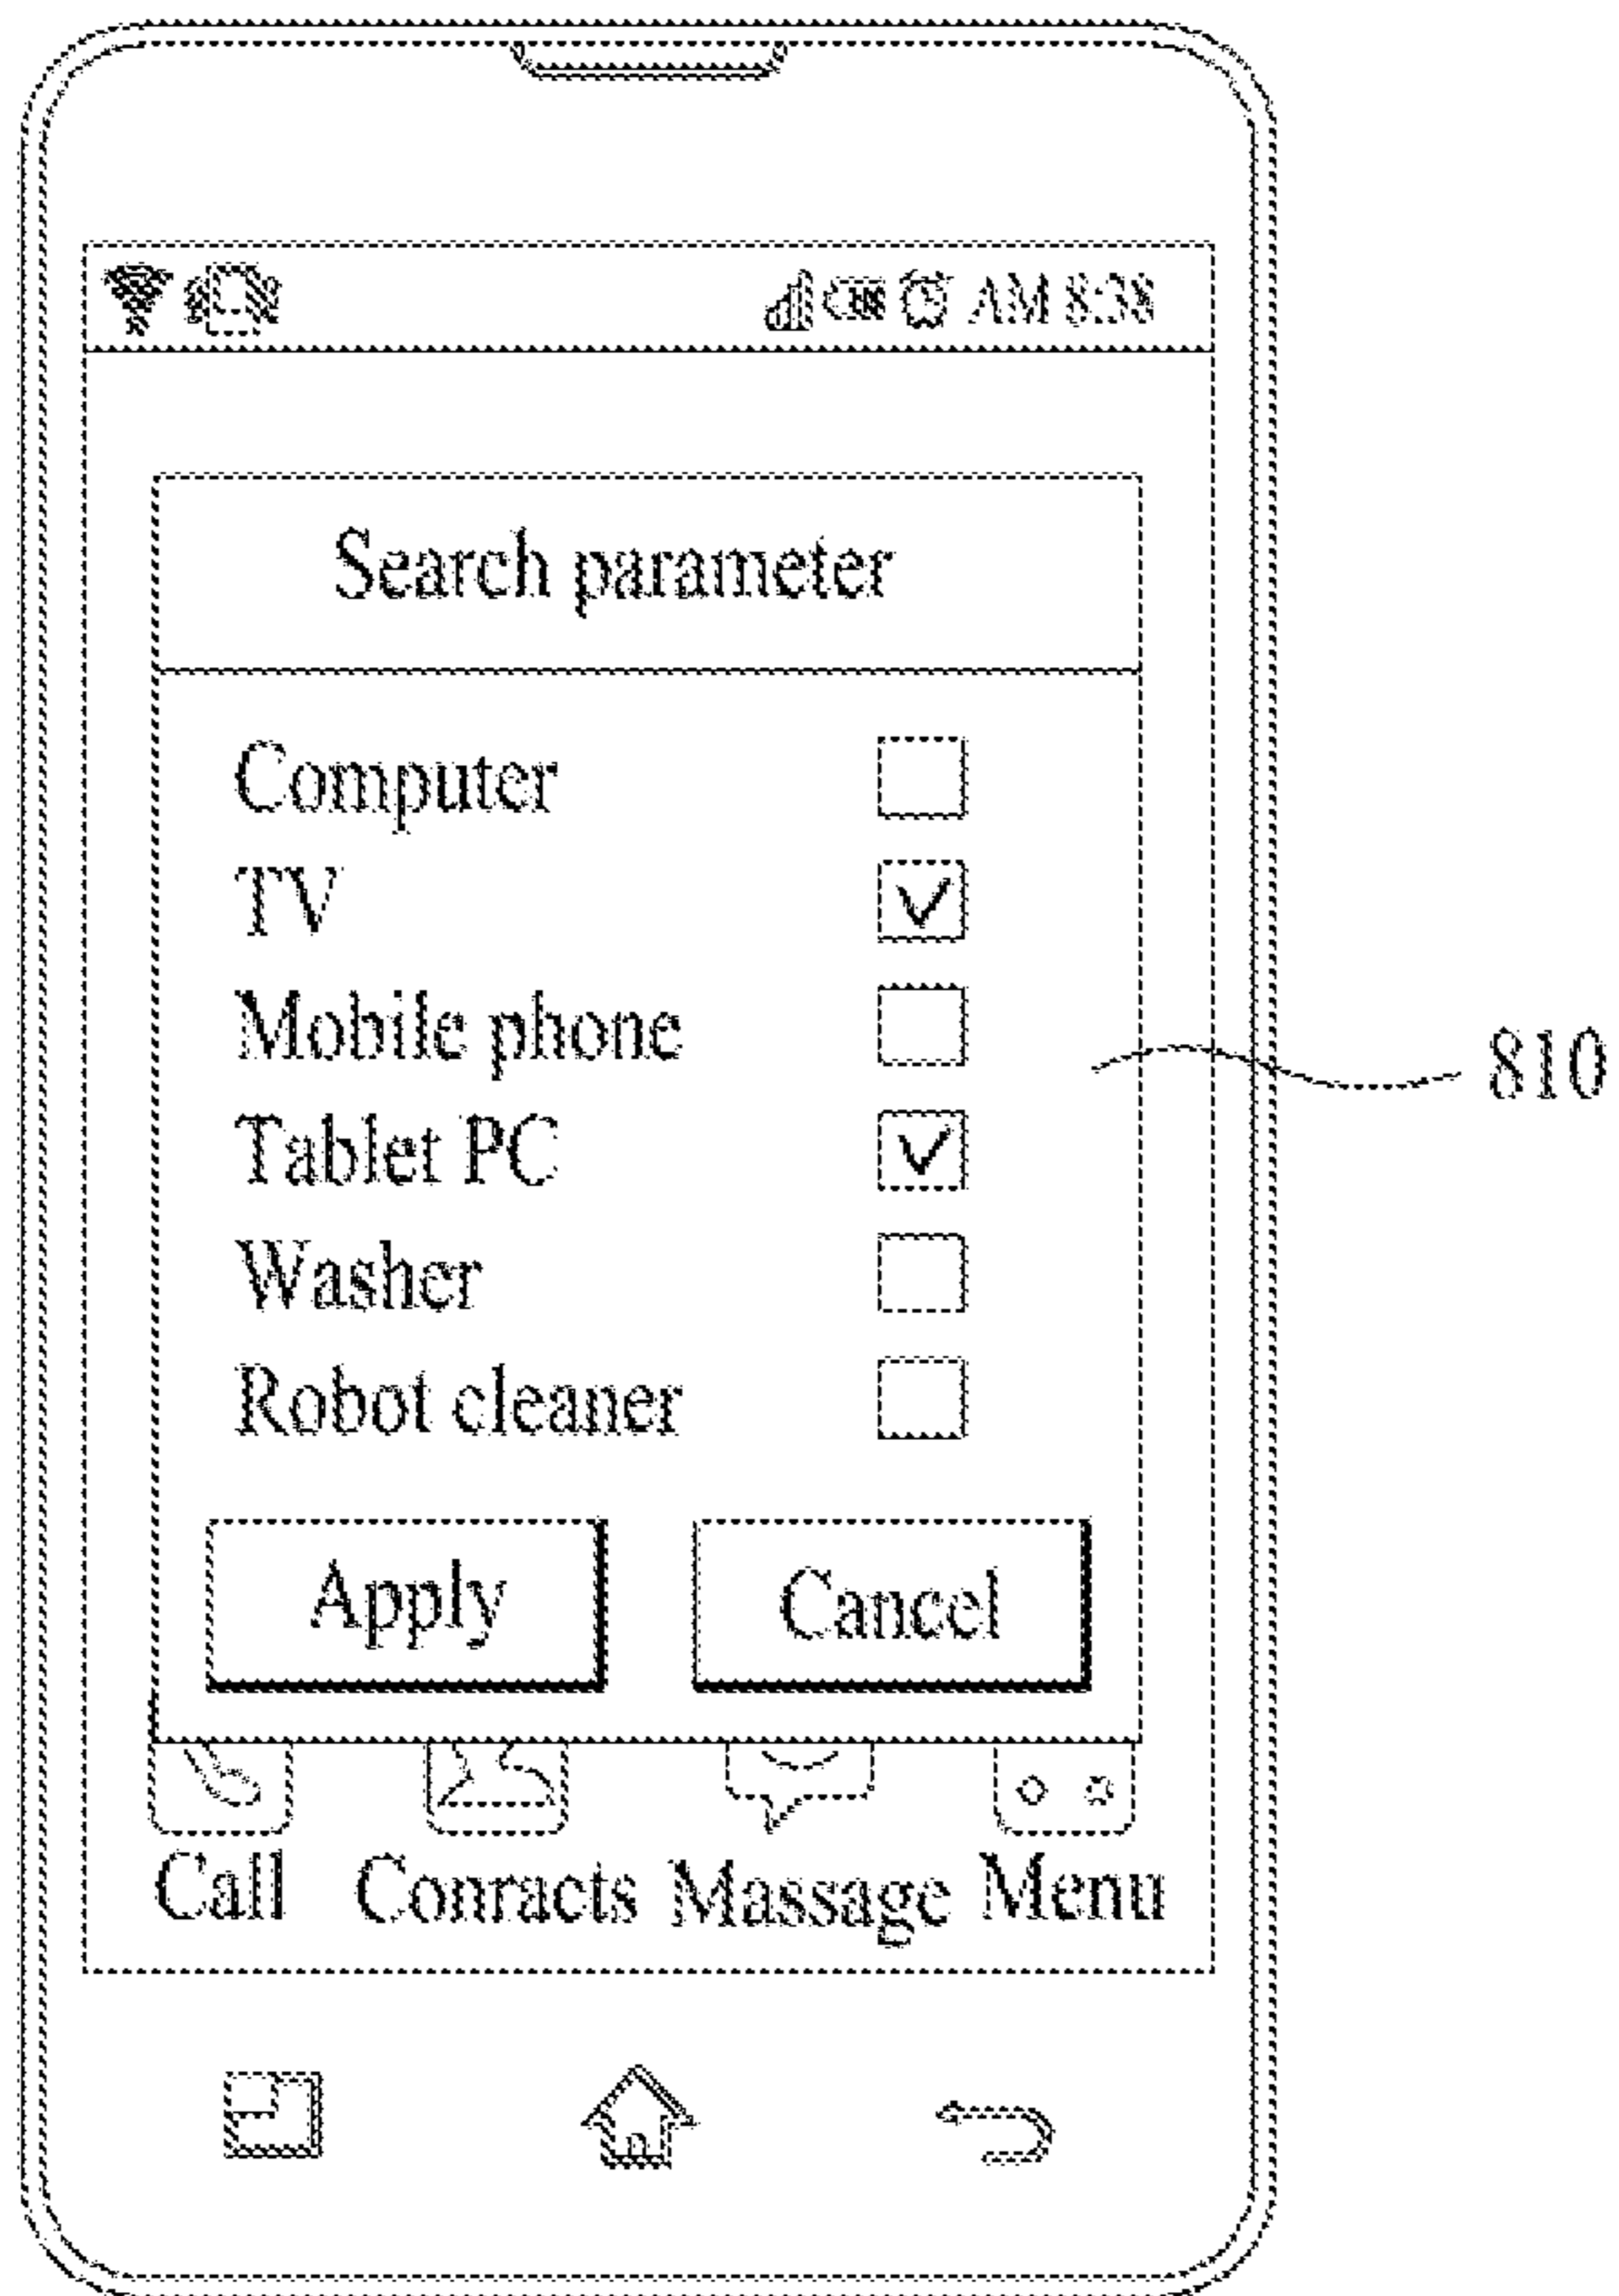 AM 8:38
Search parameter
Computer
TV
Mobile phone
810
Tablet PC
Washer
Robot cleaner
Apply Cancel
Call Conracts Massage Menu